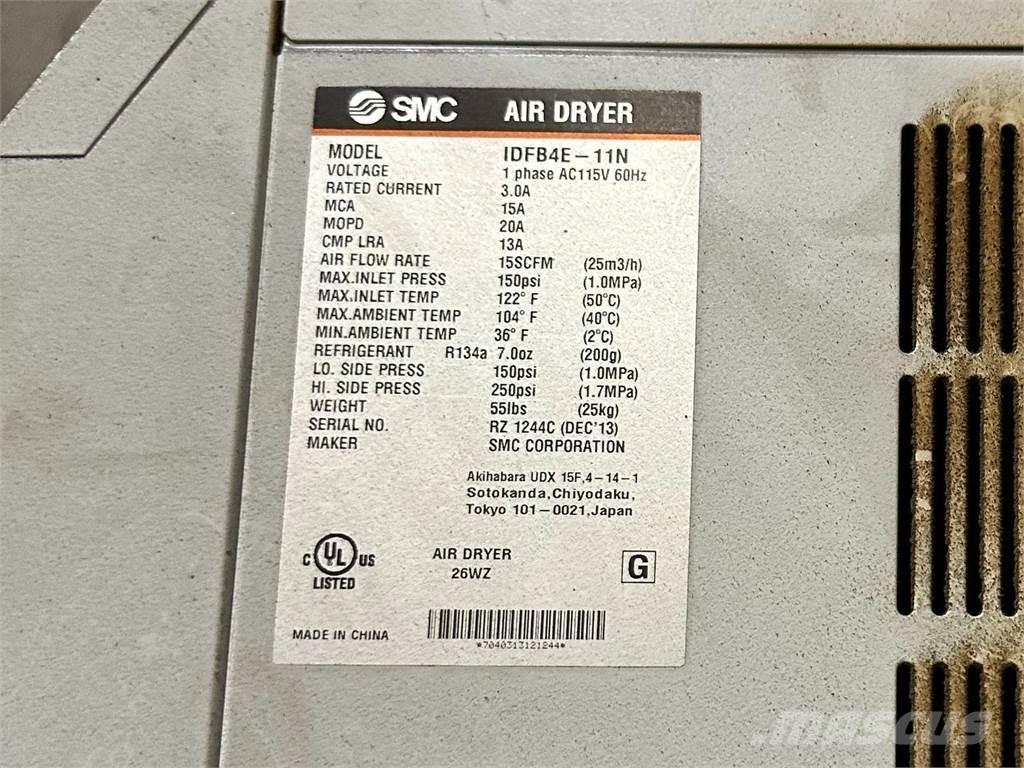 SMC AIR DRYER
MODEL IDFB4E-11N
VOLTAGE 1 phase AC115V 60Hz
RATED CURRENT 3.0A
MCA 15A
MOPD 20A
CMP LRA 13A
AIR FLOW RATE 15SCFM (25m3/h)
MAX.INLET PRESS 150psi (1.0MPa)
MAX.INLET TEMP 122°F (50°C)
MAX.AMBIENT TEMP 104°F (40°C)
MIN.AMBIENT TEMP 36°F (2°C)
REFRIGERANT R134a 7.0oz (200g)
LO. SIDE PRESS 150psi (1.0MPa)
HI. SIDE PRESS 250psi (1.7MPa)
WEIGHT 55lbs (25kg)
SERIAL NO. RZ 1244C (DEC'13)
MAKER SMC CORPORATION
Akihabara UDX 15F,4-14-1
Sotokanda,Chiyodaku,
Tokyo 101-0021,Japan
C UL US
LISTED
AIR DRYER
26WZ
G
MADE IN CHINA
*7040313121244*
mascus